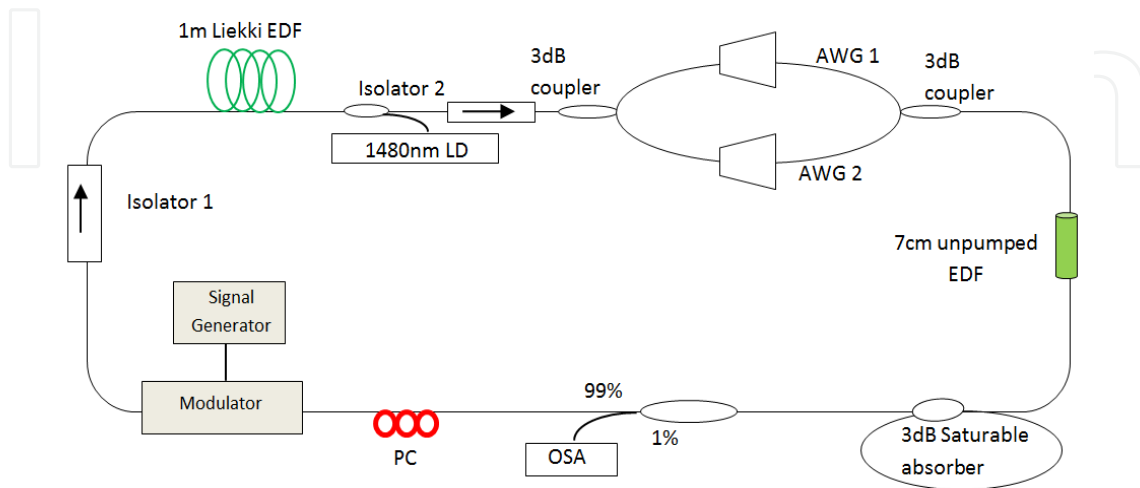 1m Liekki EDF
Isolator 2
1480nm LD
3dB
coupler
AWG 1
AWG 2
3dB
coupler
Isolator 1
7cm unpumped
EDF
Signal
Generator
Modulator
PC
99%
1%
OSA
3dB Saturable
absorber